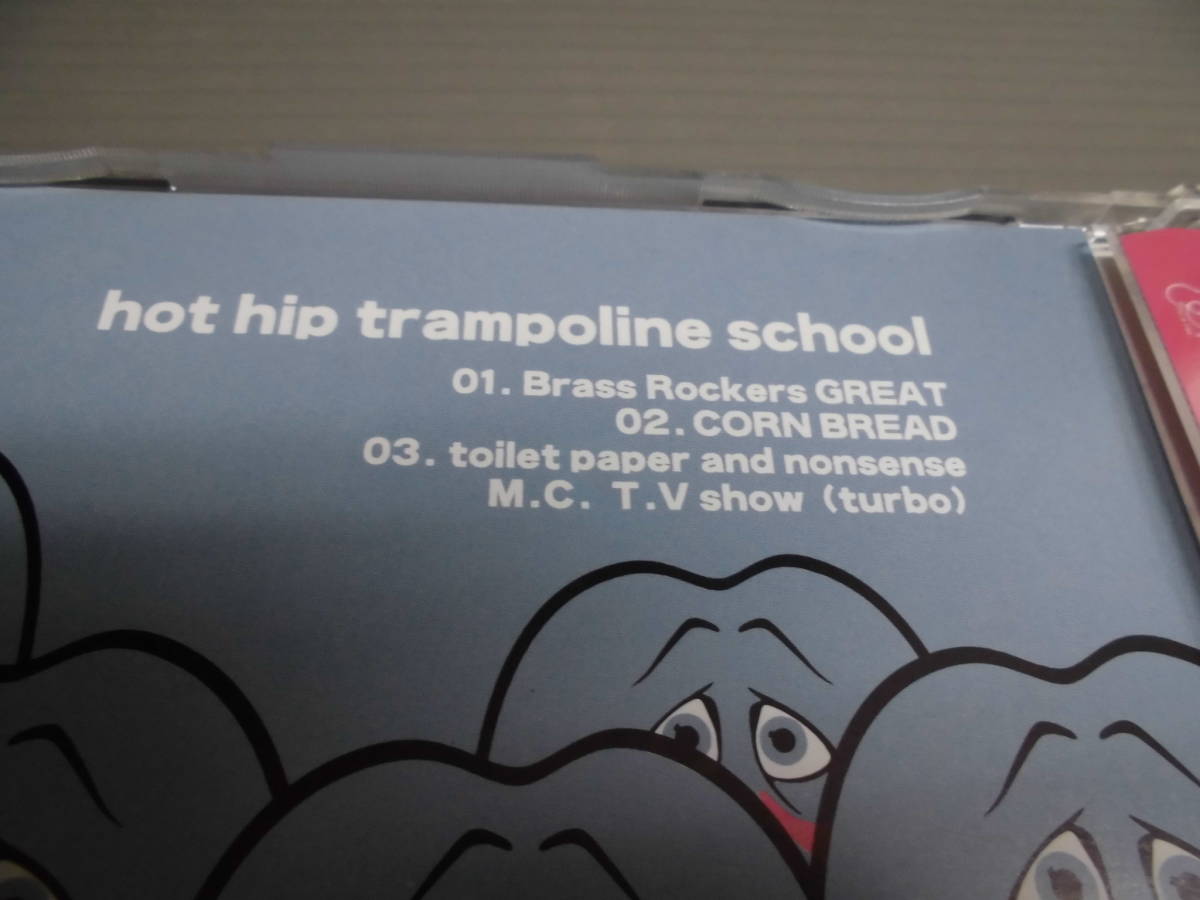 hot hip trampoline school
01. Brass Rockers GREAT
02. CORN BREAD
03. toilet paper and nonsense
M.C. T.V show (turbo)